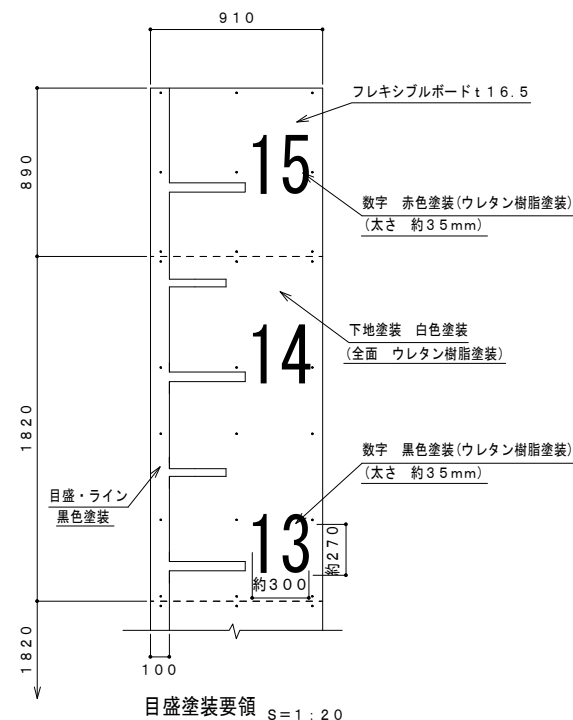 910
フレキシブルボードｔ１６.５
890
15
数字　赤色塗装(ウレタン樹脂塗装)
(太さ　約３５mm)
下地塗装　白色塗装
(全面　ウレタン樹脂塗装)
14
1820
数字　黒色塗装(ウレタン樹脂塗装)
(太さ　約３５mm)
目盛・ライン
黒色塗装
13
約270
約300
1820
100
目盛塗装要領 S=1：20